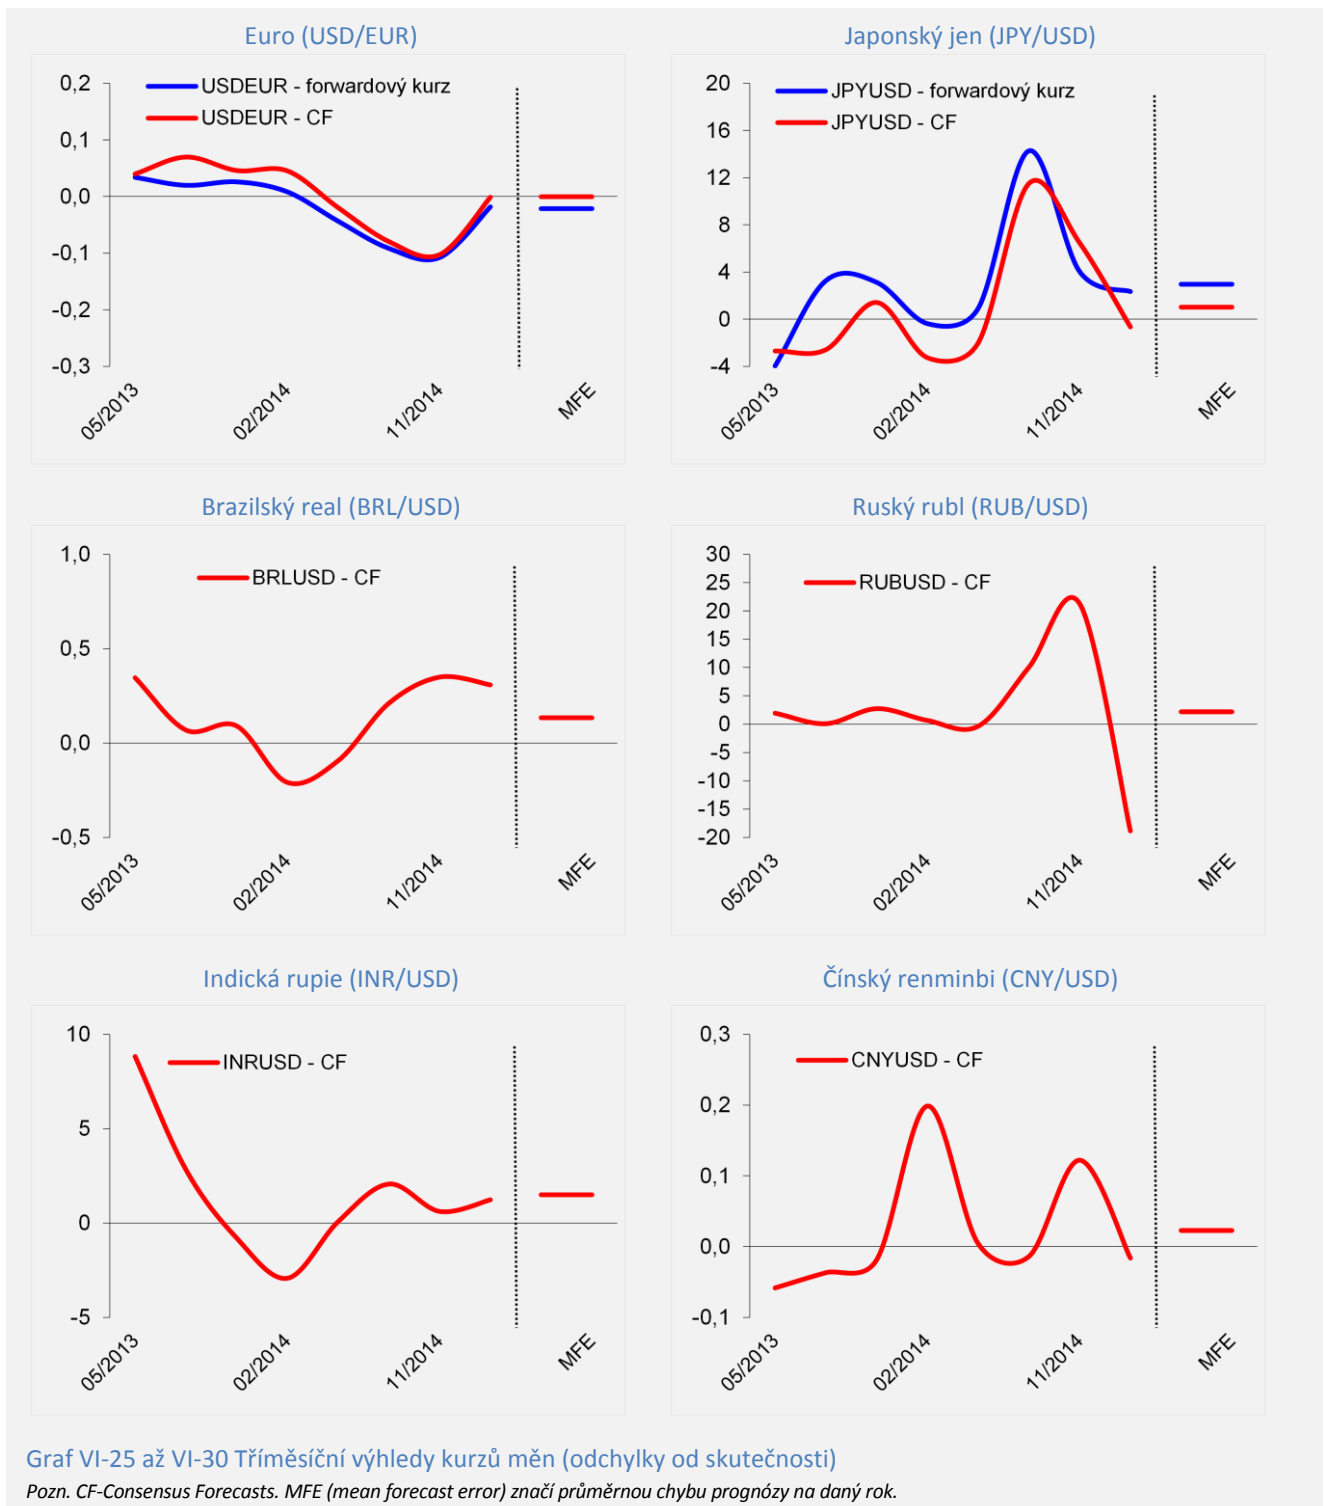 Euro (USD/EUR)
0,2
0,1
0,0
-0,1
-0,2
-0,3
USDEUR - forwardový kurz
USDEUR - CF
05/2013
02/2014
11/2014
MFE
Japonský jen (JPY/USD)
20
16
12
8
4
0
-4
JPYUSD - forwardový kurz
JPYUSD - CF
05/2013
02/2014
11/2014
MFE
Brazilský real (BRL/USD)
1,0
0,5
0,0
-0,5
BRLUSD - CF
05/2013
02/2014
11/2014
MFE
Ruský rubl (RUB/USD)
30
25
20
15
10
5
0
-5
-10
-15
-20
RUBUSD - CF
05/2013
02/2014
11/2014
MFE
Indická rupie (INR/USD)
10
5
0
-5
INRUSD - CF
05/2013
02/2014
11/2014
MFE
Čínský renminbi (CNY/USD)
0,3
0,2
0,1
0,0
-0,1
CNYUSD - CF
05/2013
02/2014
11/2014
MFE
Graf VI-25 až VI-30 Tříměsíční výhledy kurzů měn (odchylky od skutečnosti)
Pozn. CF-Consensus Forecasts. MFE (mean forecast error) značí průměrnou chybu prognózy na daný rok.